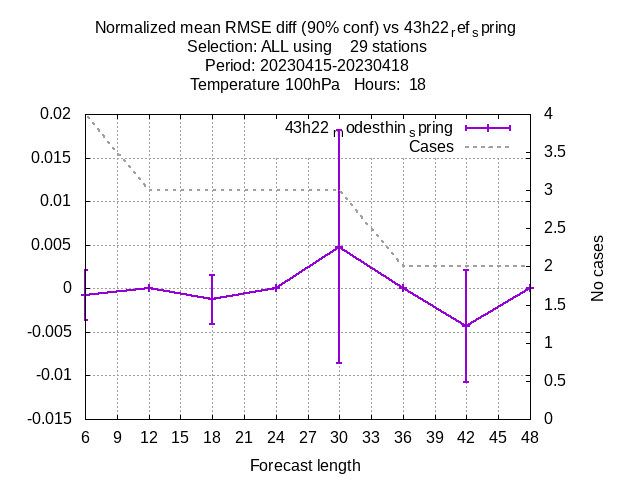 Normalized mean RMSE diff (90% conf) vs 43h22refspring
Selection: ALL using 29 stations
Period: 20230415-20230418
Temperature 100hPa Hours: 18
43h22nodesthinspring
Cases
0.02
0.015
0.01
0.005
0
-0.005
-0.01
-0.015
4
3.5
3
2.5
2
1.5
1
0.5
0
No cases
6 9 12 15 18 21 24 27 30 33 36 39 42 45 48
Forecast length